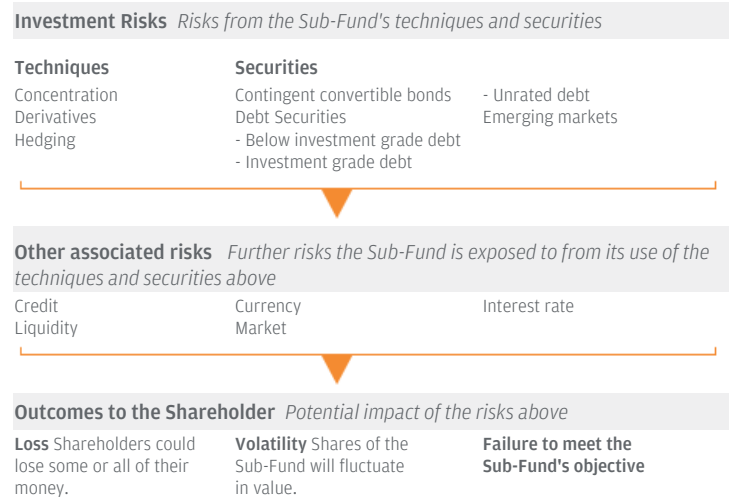 Investment Risks Risks from the Sub-Fund's techniques and securities
Techniques
Concentration
Derivatives
Hedging
Securities
Contingent convertible bonds
Debt Securities
- Below investment grade debt
- Investment grade debt
- Unrated debt
Emerging markets
Other associated risks Further risks the Sub-Fund is exposed to from its use of the
techniques and securities above
Credit
Liquidity
Currency
Market
Interest rate
Outcomes to the Shareholder Potential impact of the risks above
Loss Shareholders could
lose some or all of their
money.
Volatility Shares of the
Sub-Fund will fluctuate
in value.
Failure to meet the
Sub-Fund's objective